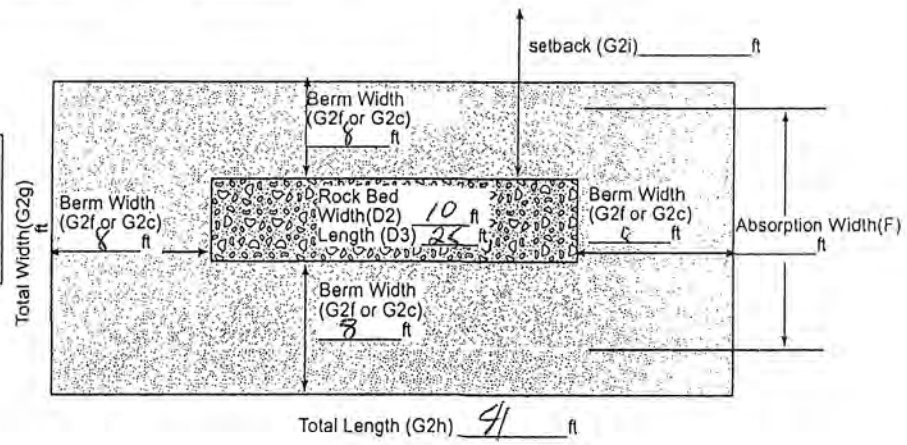 setback (G2i) ft
Berm Width
(G2f or G2c)
8 ft
Total Width(G2g)
ft
Berm Width
(G2f or G2c)
8 ft
Rock Bed
Width(D2) 10 ft
Length (D3) 25 ft
Berm Width
(G2f or G2c)
ft
Absorption Width(F)
ft
Berm Width
(G2f or G2c)
8 ft
Total Length (G2h) 41 ft